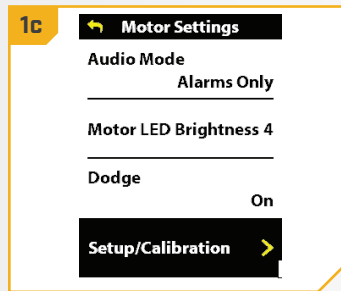 1c
Motor Settings
Audio Mode
Alarms Only
Motor LED Brightness 4
Dodge
On
Setup/Calibration